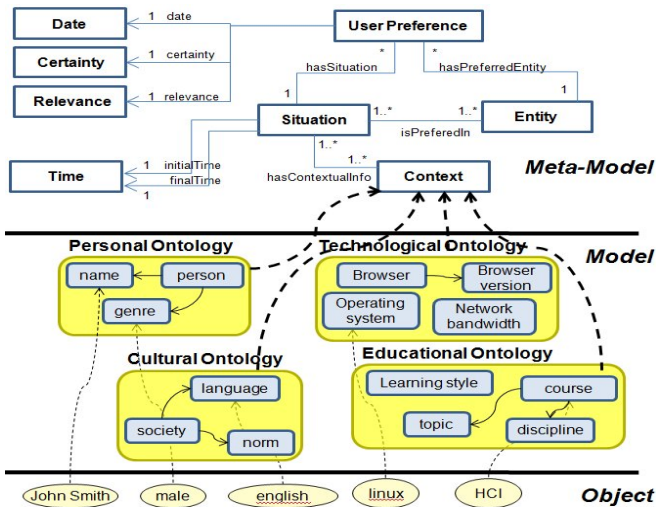 Date
1 date
User Preference
Certainty
1 certainty
*
*
hasSituation
hasPreferredEntity
Relevance
1 relevance
1
1
Situation
1..*
1..*
Entity
isPreferedIn
1..*
Time
1
initialTime
1..*
finalTime
hasContextualInfo
Context
1
Meta-Model
Personal Ontology
Technological Ontology
Model
name
person
Browser
Browser
version
genre
Operating
system
Network
bandwidth
Cultural Ontology
Educational Ontology
language
Learning style
course
society
topic
discipline
norm
John Smith
male
english
linux
HCI
Object